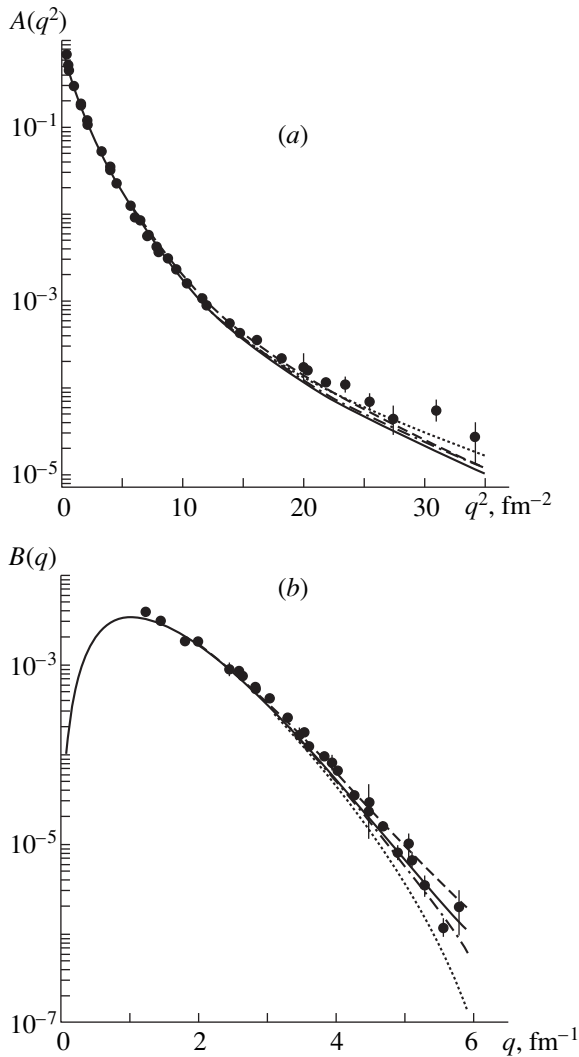 A(q²)
(a)
10⁻¹
10⁻³
10⁻⁵
0 10 20 30 q², fm⁻²
B(q)
(b)
10⁻³
10⁻⁵
10⁻⁷
0 2 4 6 q, fm⁻¹